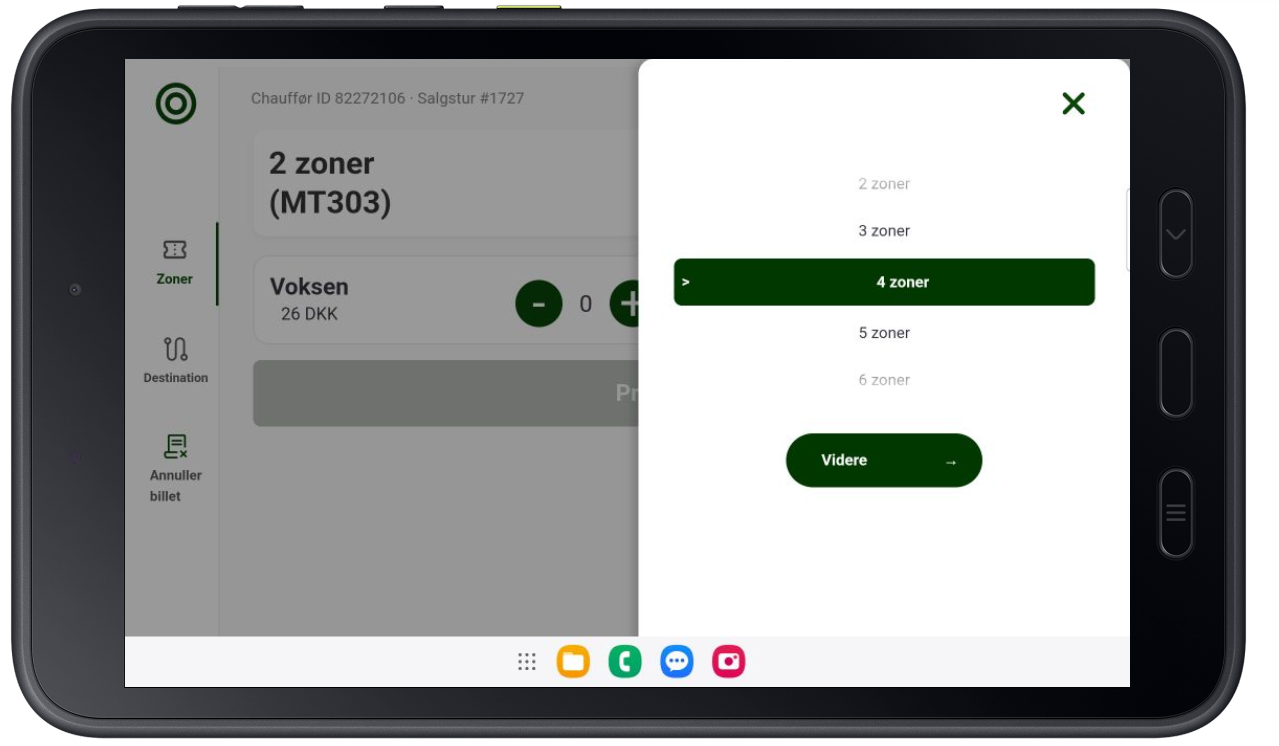 Chauffør ID 82272106 · Salgstur #1727
2 zoner
(MT303)
Zoner
Voksen
26 DKK
-
0
+
Destination
Pr
Annuller
billet
2 zoner
3 zoner
> 4 zoner
5 zoner
6 zoner
Videre →